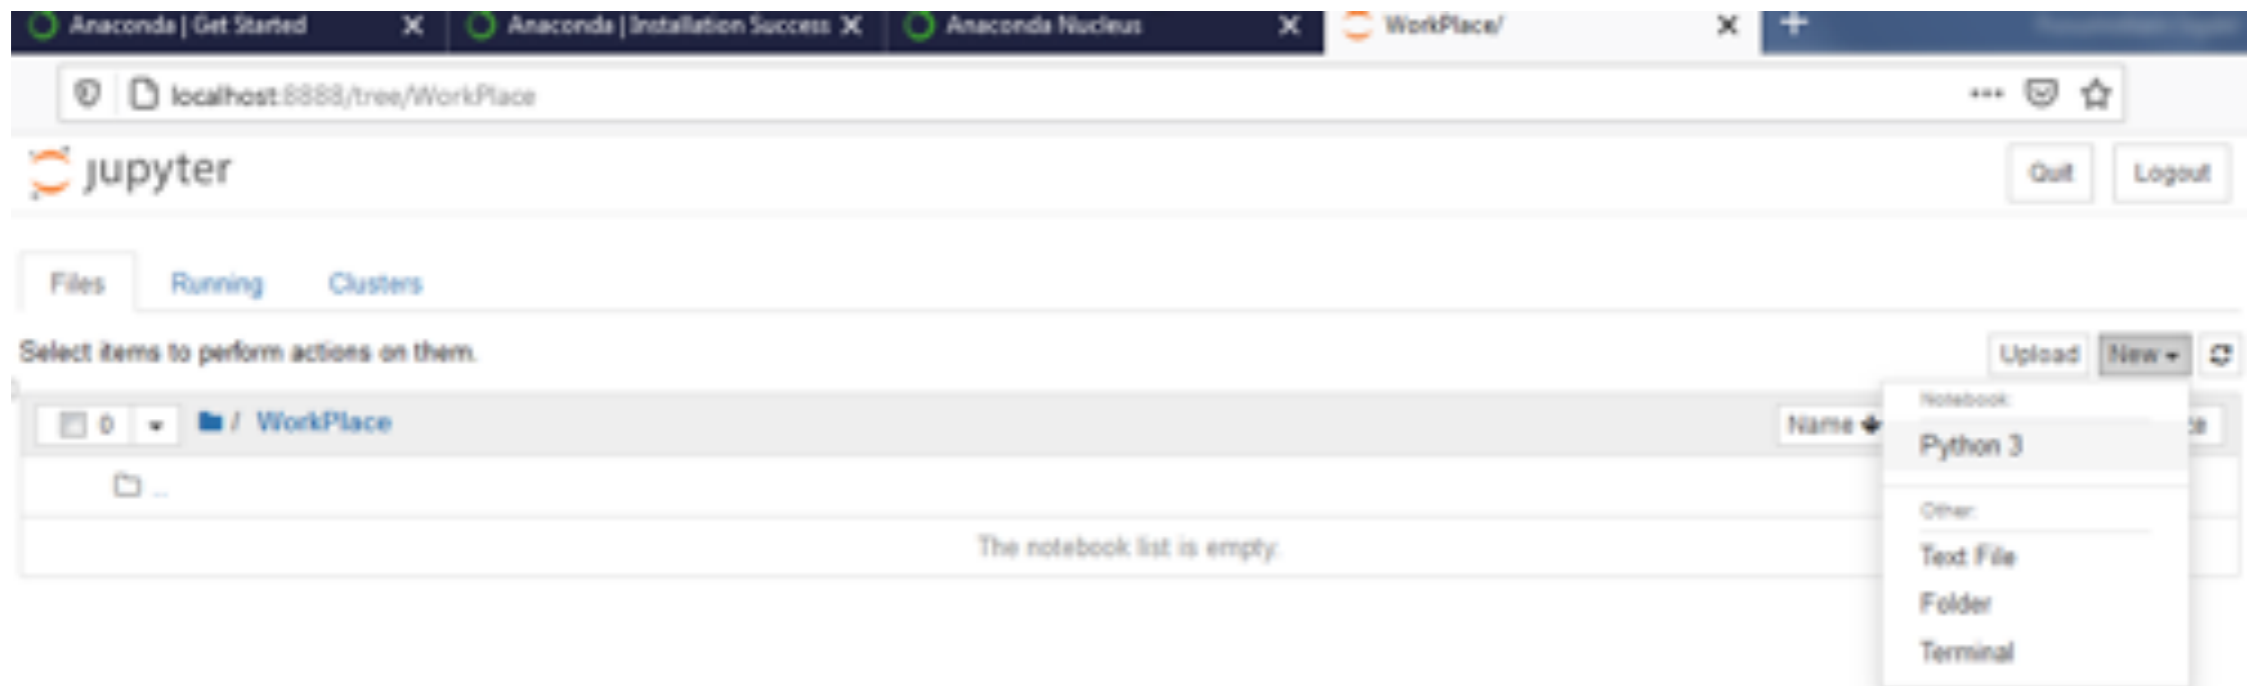 Anaconda | Get Started
Anaconda | Installation Success
Anaconda Nucleus
WorkPlace/
localhost:8888/tree/WorkPlace
jupyter
Quit
Logout
Files
Running
Clusters
Select items to perform actions on them.
Upload
New
0
/ WorkPlace
Name
..
The notebook list is empty.
Notebook:
Python 3
Other:
Text File
Folder
Terminal